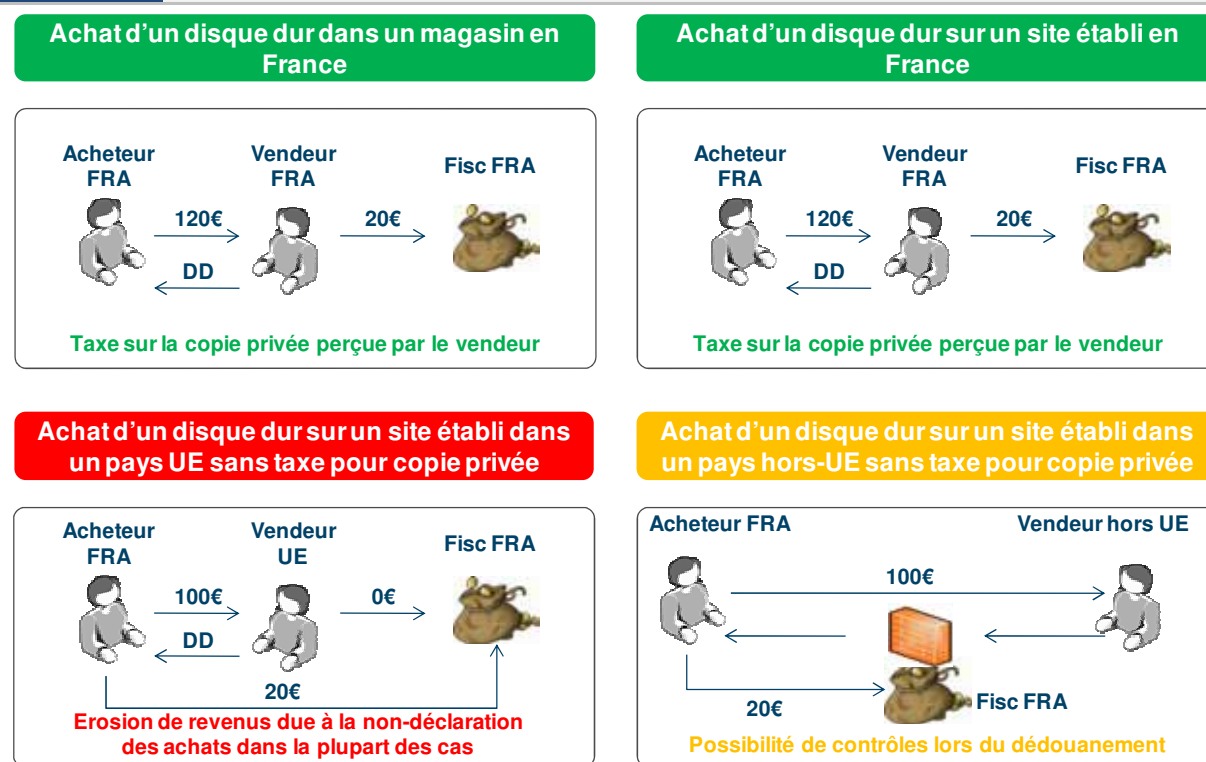 Achat d'un disque dur dans un magasin en
France
Acheteur
FRA
Vendeur
FRA
Fisc FRA
120€
20€
DD
Taxe sur la copie privée perçue par le vendeur
Achat d'un disque dur sur un site établi en
France
Acheteur
FRA
Vendeur
FRA
Fisc FRA
120€
20€
DD
Taxe sur la copie privée perçue par le vendeur
Achat d'un disque dur sur un site établi dans
un pays UE sans taxe pour copie privée
Acheteur
FRA
Vendeur
UE
Fisc FRA
100€
0€
DD
20€
Erosion de revenus due à la non-déclaration
des achats dans la plupart des cas
Achat d'un disque dur sur un site établi dans
un pays hors-UE sans taxe pour copie privée
Acheteur FRA
Vendeur hors UE
100€
20€
Fisc FRA
Possibilité de contrôles lors du dédouanement